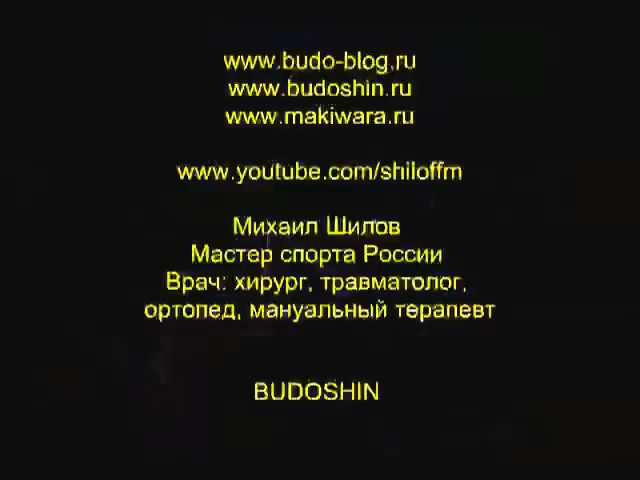 www.budo-blog.ru
www.budoshin.ru
www.makiwara.ru
www.youtube.com/shiloffm
Михаил Шилов
Мастер спорта России
Врач: хирург, травматолог,
ортопед, мануальный терапевт
BUDOSHIN